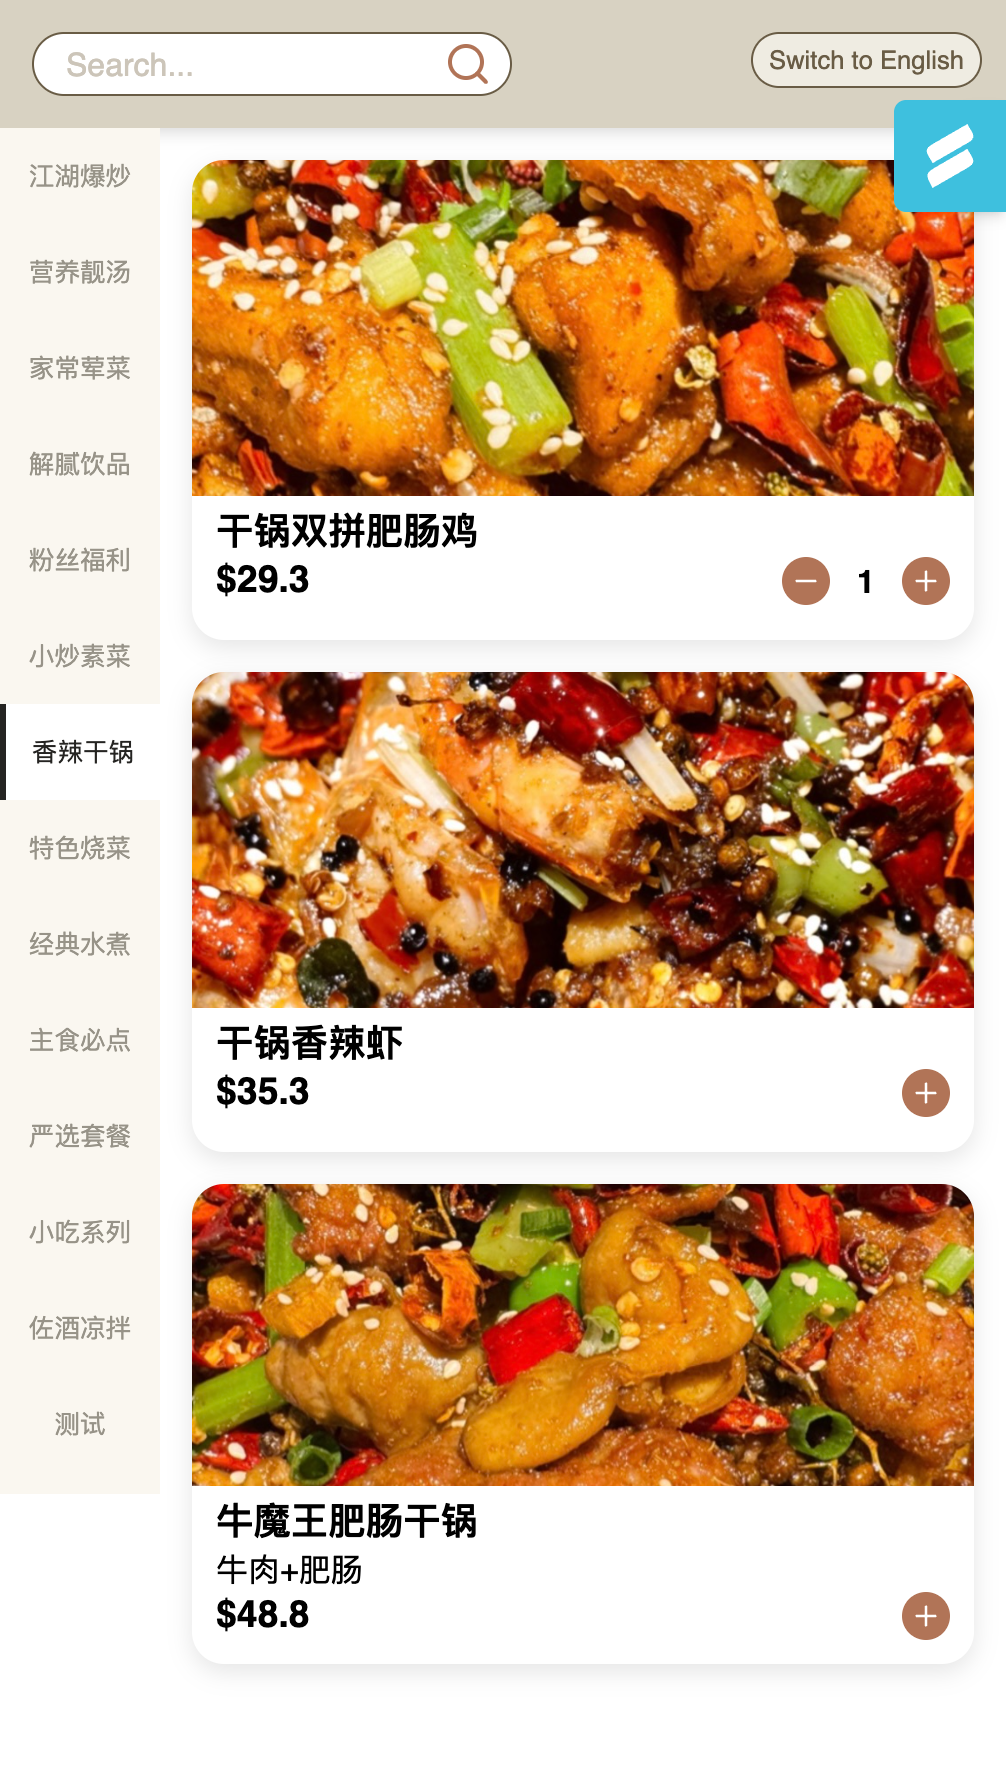 Search...
Switch to English
江湖爆炒
营养靓汤
家常荤菜
解腻饮品
粉丝福利
小炒素菜
香辣干锅
特色烧菜
经典水煮
主食必点
严选套餐
小吃系列
佐酒凉拌
测试
干锅双拼肥肠鸡
$29.3
1
干锅香辣虾
$35.3
牛魔王肥肠干锅
牛肉+肥肠
$48.8